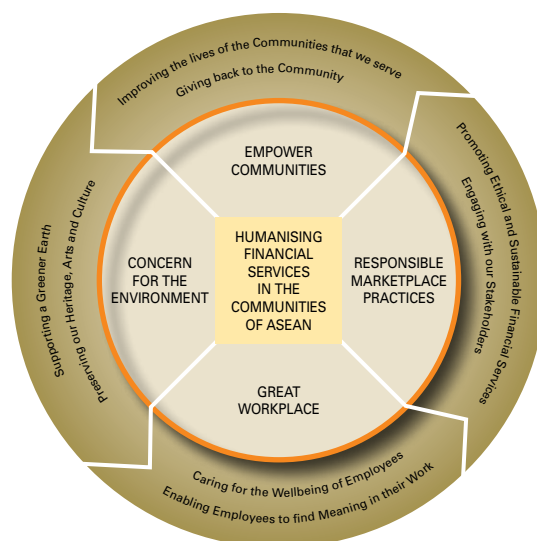 Improving the lives of the Communities that we serve
Giving back to the Community
EMPOWER
COMMUNITIES
Promoting Ethical and Sustainable Financial Services
Engaging with our Stakeholders
RESPONSIBLE
MARKETPLACE
PRACTICES
HUMANISING
FINANCIAL
SERVICES
IN THE
COMMUNITIES
OF ASEAN
CONCERN
FOR THE
ENVIRONMENT
Supporting a Greener Earth
Preserving our Heritage, Arts and Culture
GREAT
WORKPLACE
Caring for the Wellbeing of Employees
Enabling Employees to find Meaning in their Work